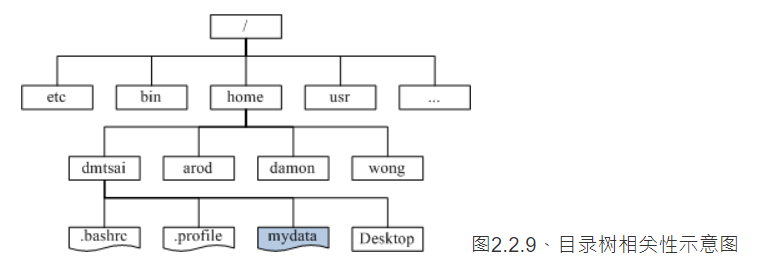 /
etc bin home usr ...
dmtsai arod damon wong
.bashrc .profile mydata Desktop
图2.2.9、目录树相关性示意图